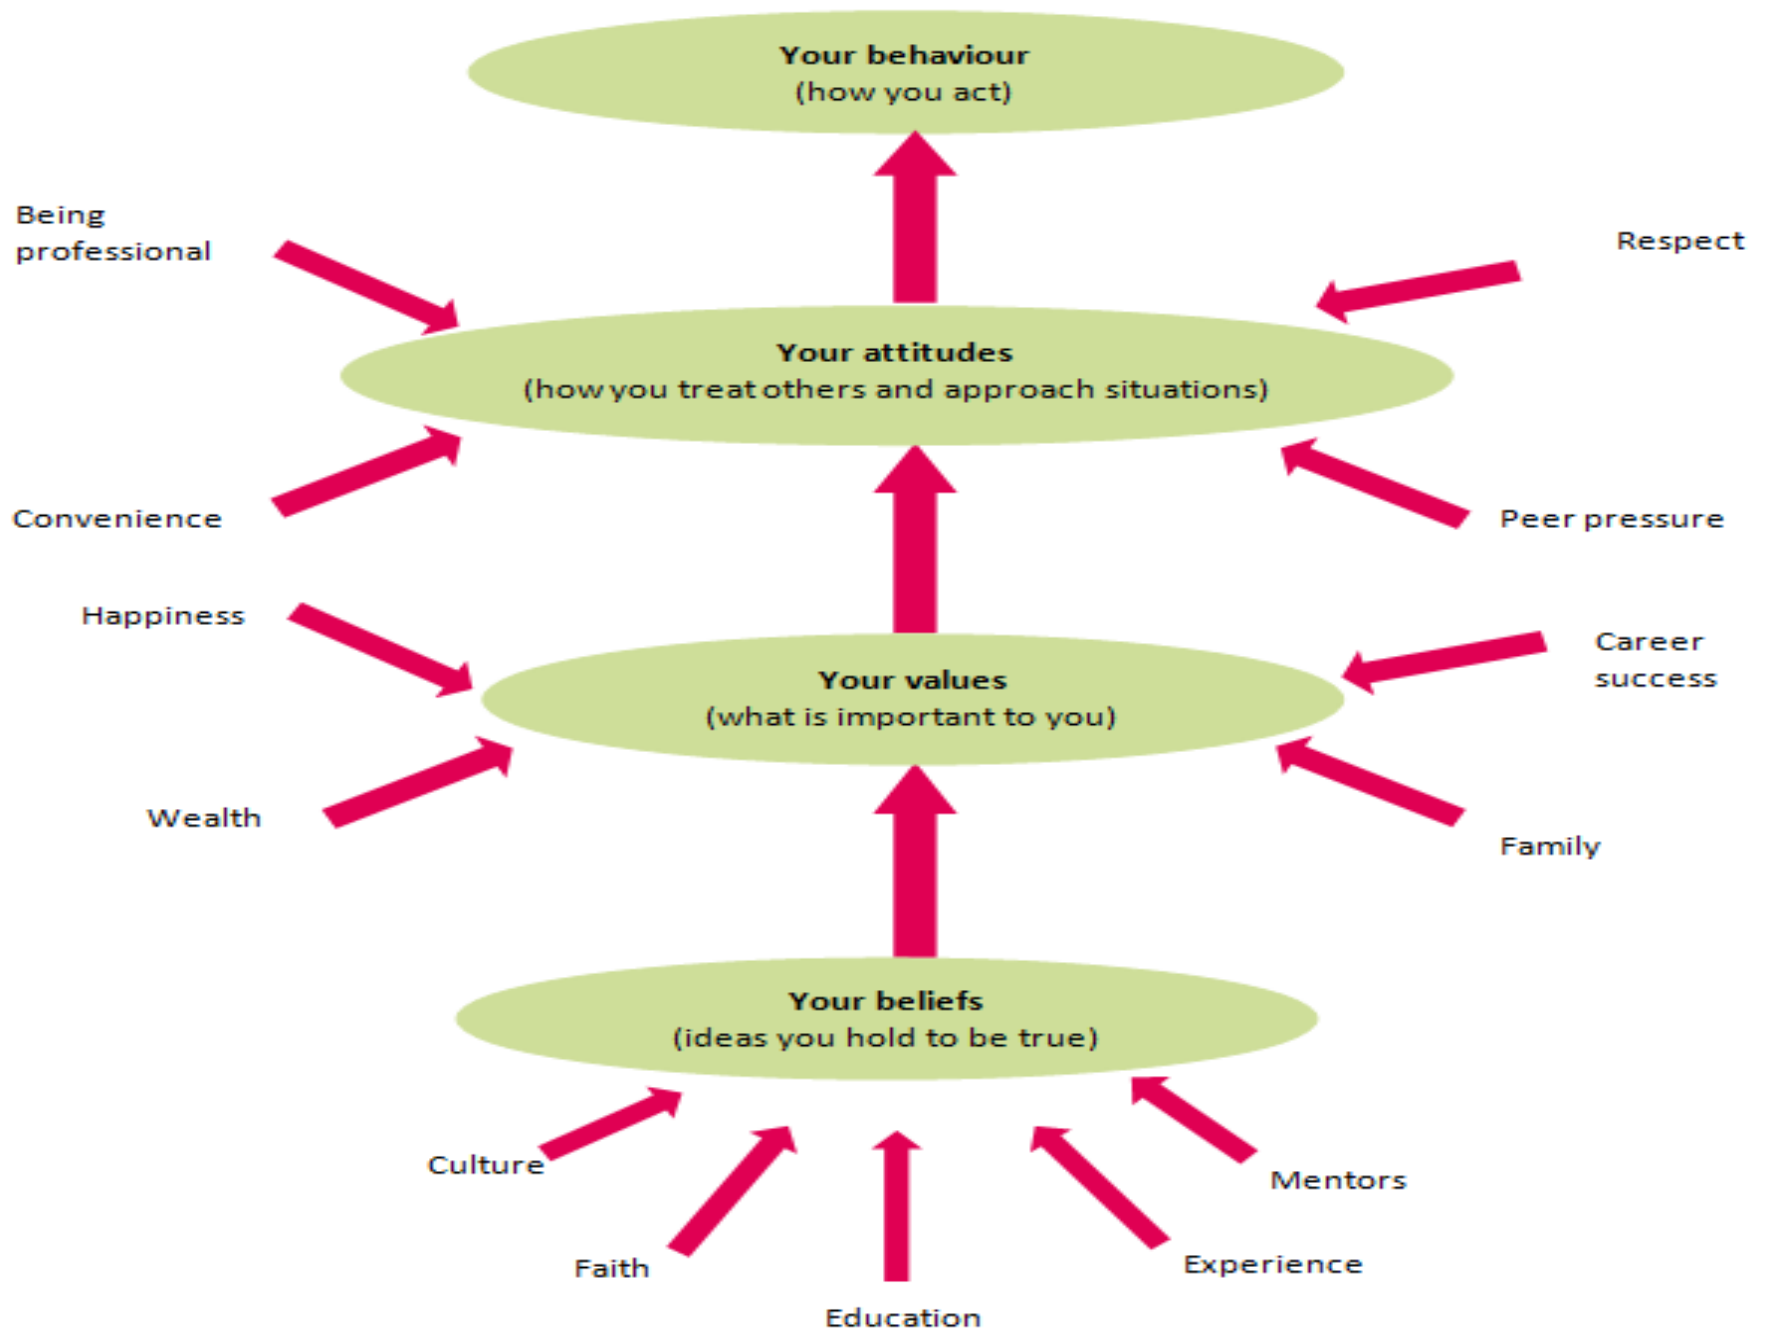 Your behaviour
(how you act)
Being
professional
Respect
Your attitudes
(how you treat others and approach situations)
Convenience
Peer pressure
Happiness
Career
success
Your values
(what is important to you)
Wealth
Family
Your beliefs
(ideas you hold to be true)
Culture
Mentors
Faith
Experience
Education